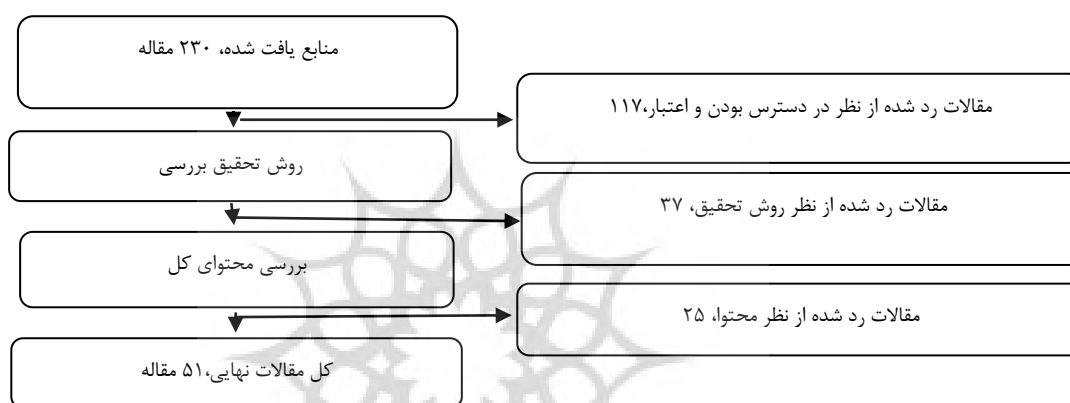 منابع یافت شده، ۲۳۰ مقاله
مقالات رد شده از نظر در دسترس بودن و اعتبار،۱۱۷
روش تحقیق بررسی
مقالات رد شده از نظر روش تحقیق، ۳۷
بررسی محتوای کل
مقالات رد شده از نظر محتوا، ۲۵
کل مقالات نهایی،۵۱ مقاله